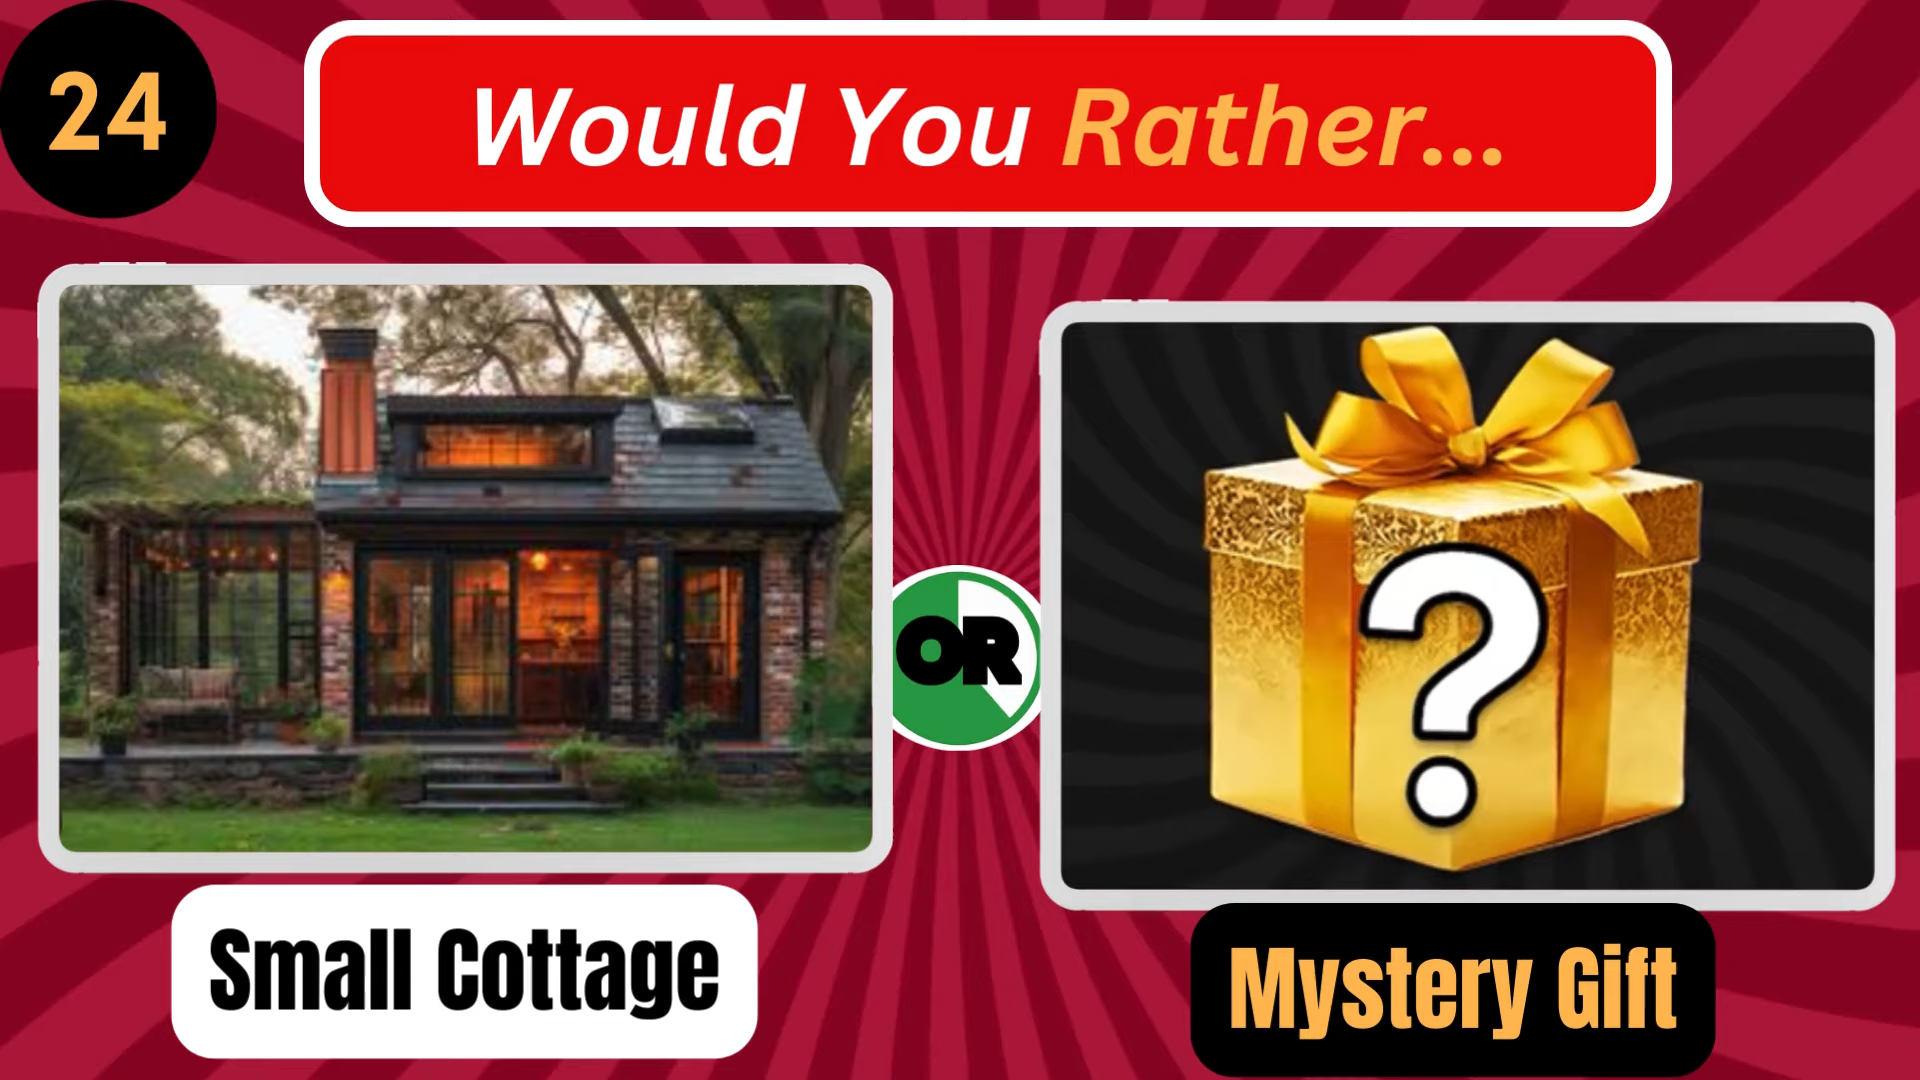 24
Would You Rather...
OR
?
Small Cottage
Mystery Gift